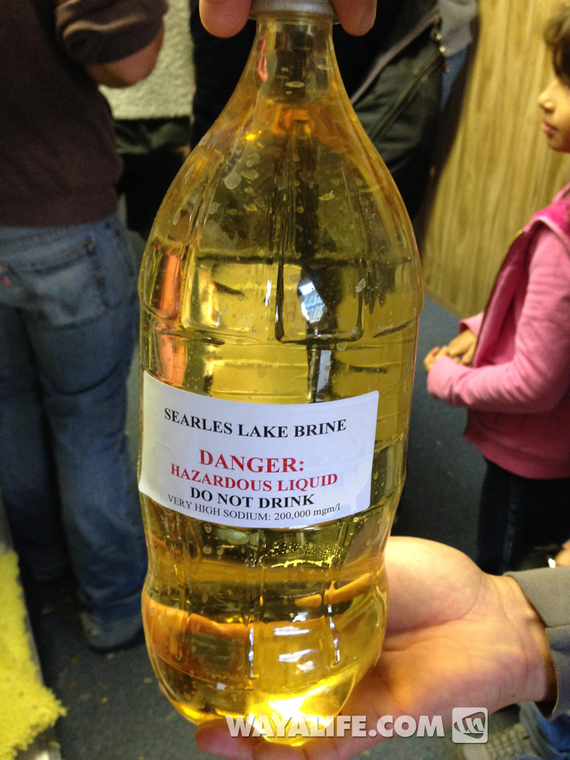 SEARLES LAKE BRINE
DANGER:
HAZARDOUS LIQUID
DO NOT DRINK
VERY HIGH SODIUM: 200,000 mgm/l
WAYALIFE.COM